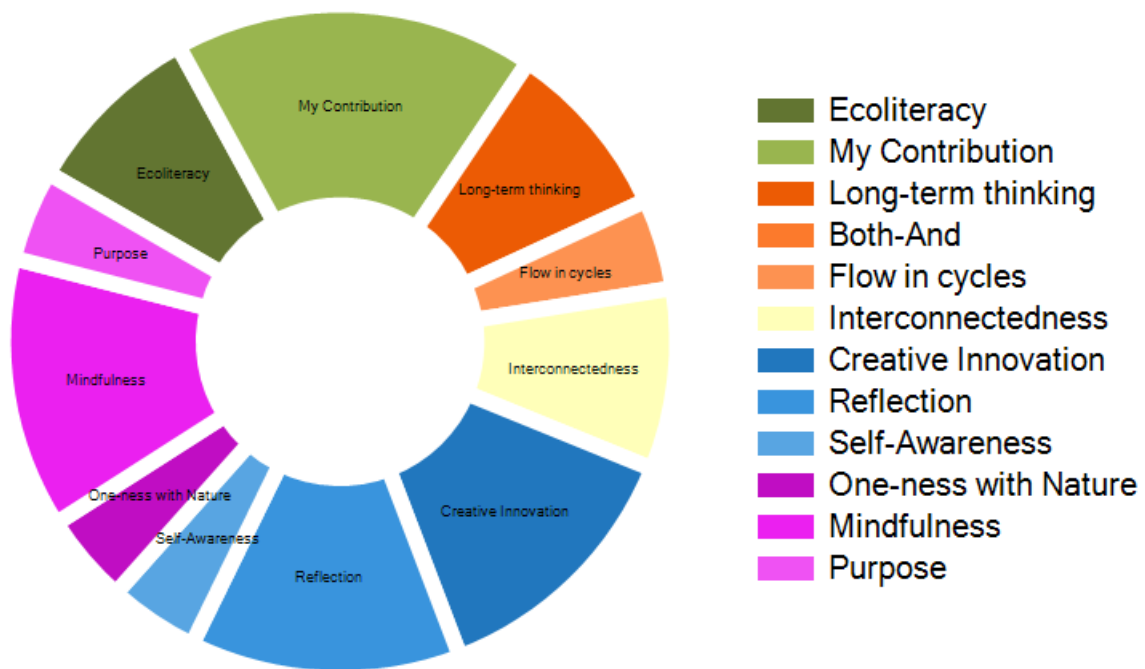 My Contribution
Ecoliteracy
Long-term thinking
Purpose
Flow in cycles
Interconnectedness
Mindfulness
One-ness with Nature
Creative Innovation
Self-Awareness
Reflection
Ecoliteracy
My Contribution
Long-term thinking
Both-And
Flow in cycles
Interconnectedness
Creative Innovation
Reflection
Self-Awareness
One-ness with Nature
Mindfulness
Purpose